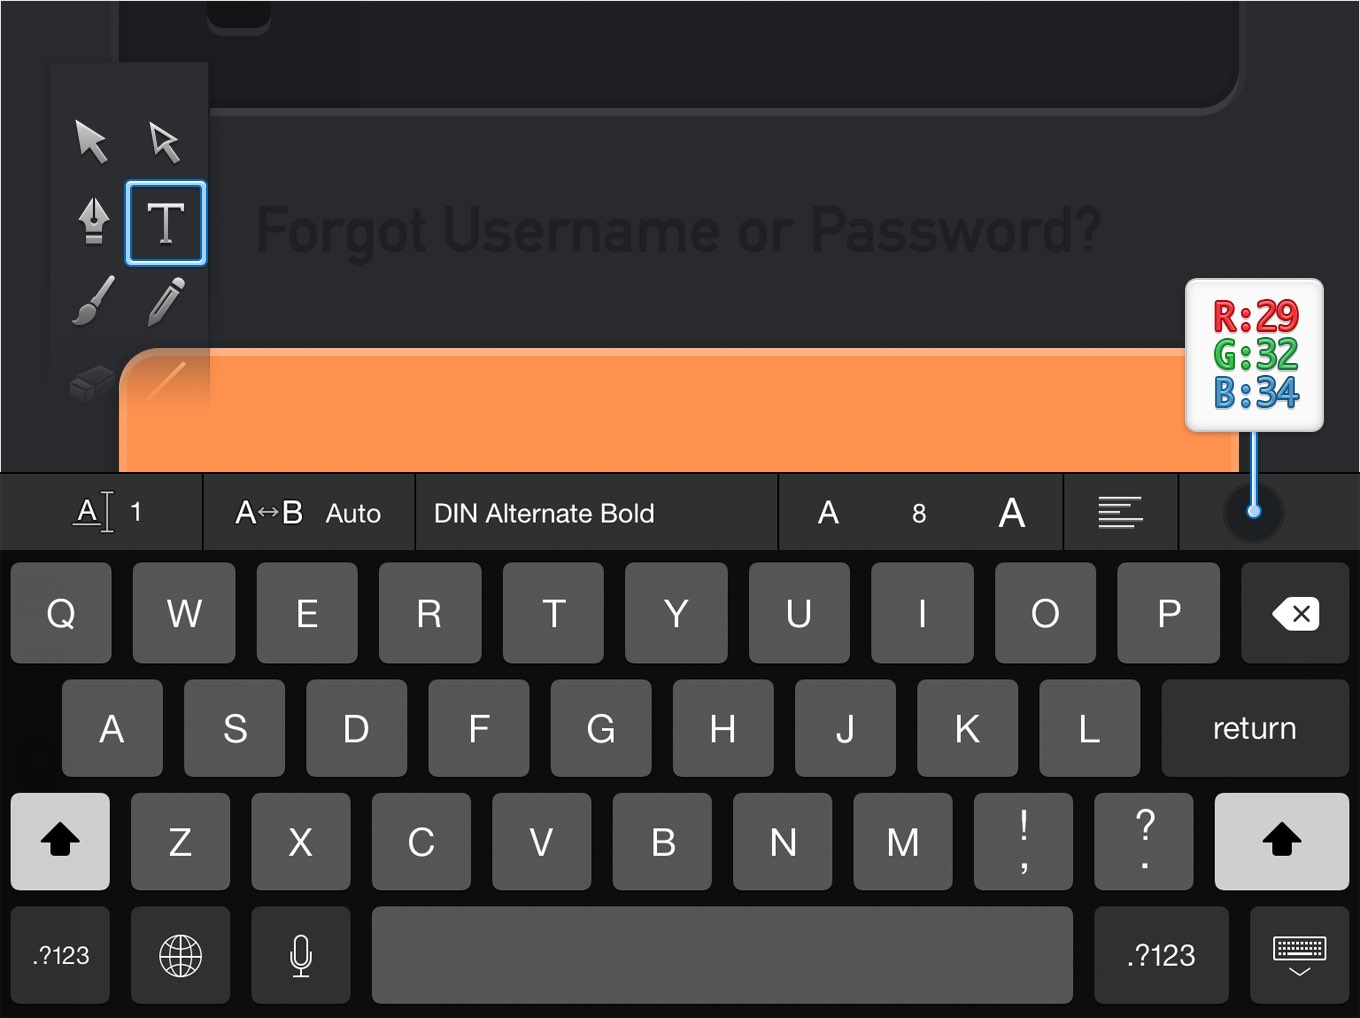 Forgot Username or Password?
R:29
G:32
B:34
A 1 A↔B Auto DIN Alternate Bold A 8 A
Q W E R T Y U I O P
A S D F G H J K L return
Z X C V B N M ! , ? .
.?123 .?123